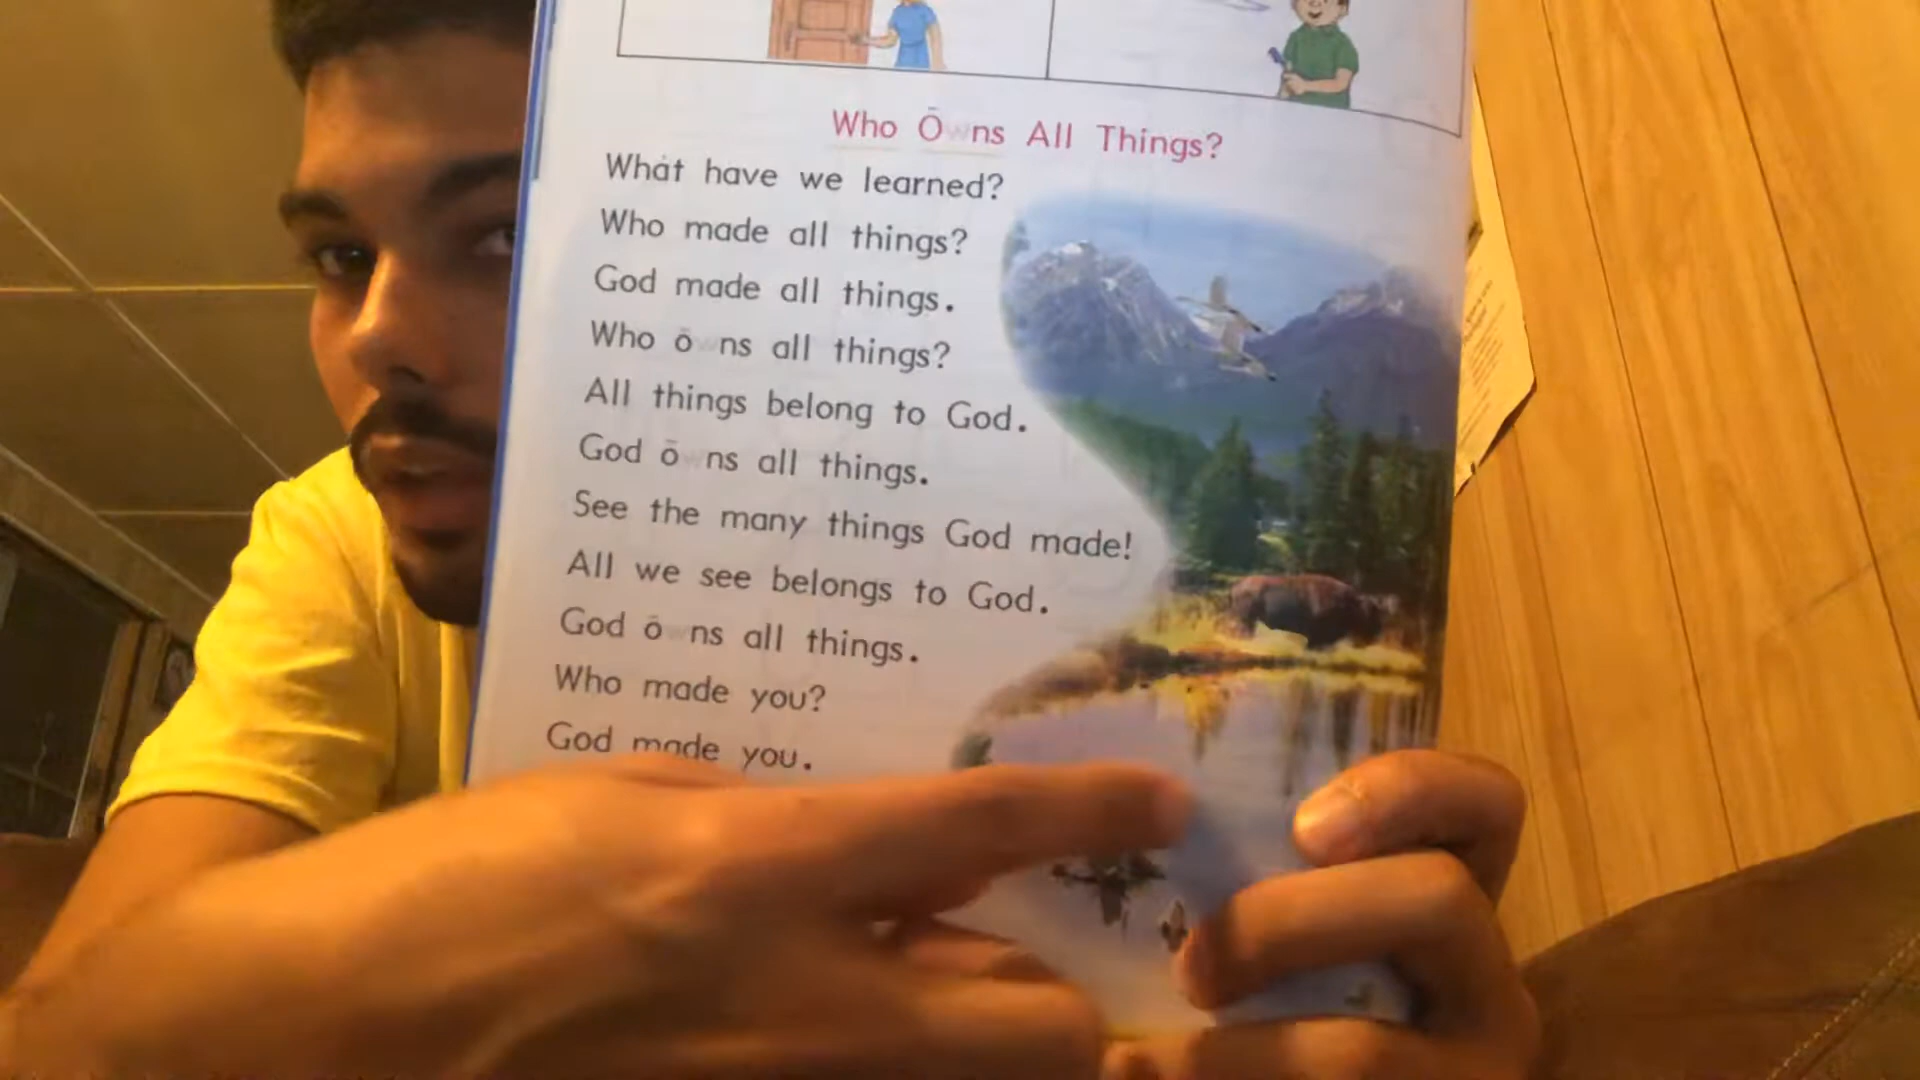 Who Ōwns All Things?
What have we learned?
Who made all things?
God made all things.
Who ōwns all things?
All things belong to God.
God ōwns all things.
See the many things God made!
All we see belongs to God.
God ōwns all things.
Who made you?
God made you.